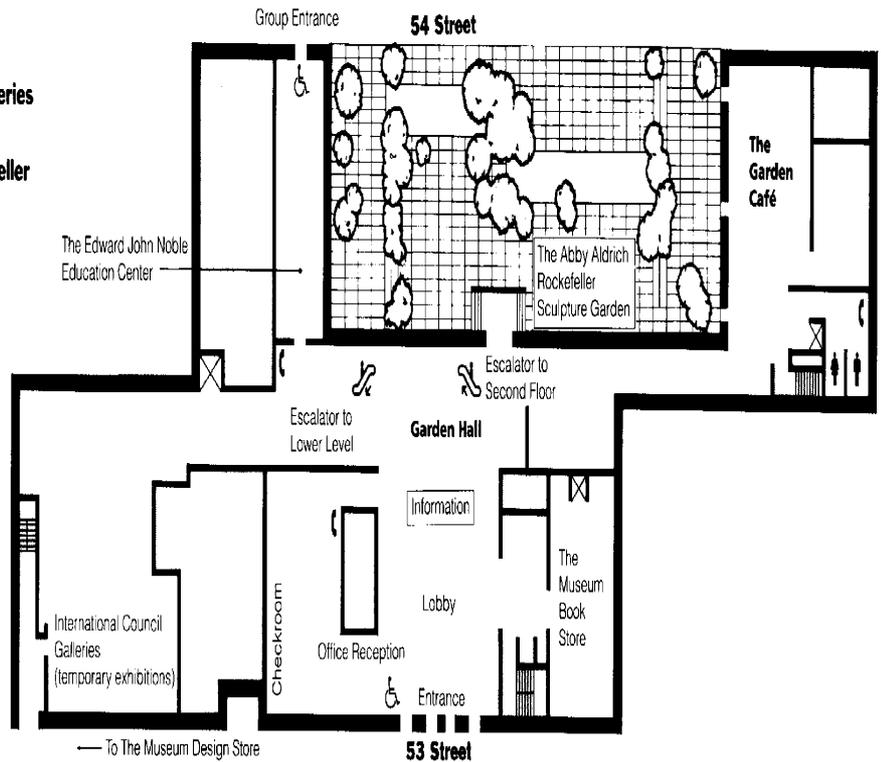 Group Entrance
54 Street
eries
eller
The
Garden
Café
The Edward John Noble
Education Center
The Abby Aldrich
Rockefeller
Sculpture Garden
Escalator to
Second Floor
Escalator to
Lower Level
Garden Hall
Information
The
Museum
Book
Store
Lobby
Checkroom
International Council
Galleries
(temporary exhibitions)
Office Reception
Entrance
← To The Museum Design Store
53 Street